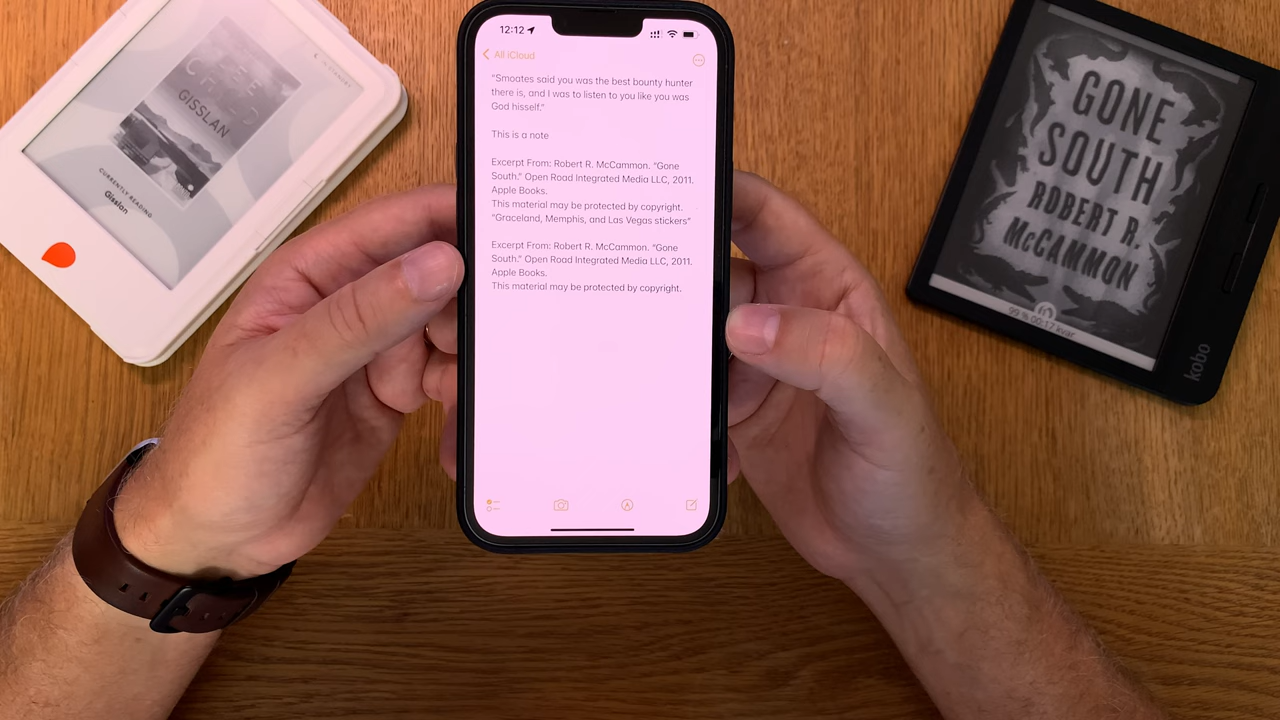 12:12
All iCloud
“Smoates said you was the best bounty hunter
there is, and I was to listen to you like you was
God hisself.”
This is a note
Excerpt From: Robert R. McCammon. “Gone
South.” Open Road Integrated Media LLC, 2011.
Apple Books.
This material may be protected by copyright.
“Graceland, Memphis, and Las Vegas stickers”
Excerpt From: Robert R. McCammon. “Gone
South.” Open Road Integrated Media LLC, 2011.
Apple Books.
This material may be protected by copyright.
GISSLAN
CURRENTLY READING
Gisslan
GONE
SOUTH
ROBERT R.
McCAMMON
99 % 00:17 kvar
kobo